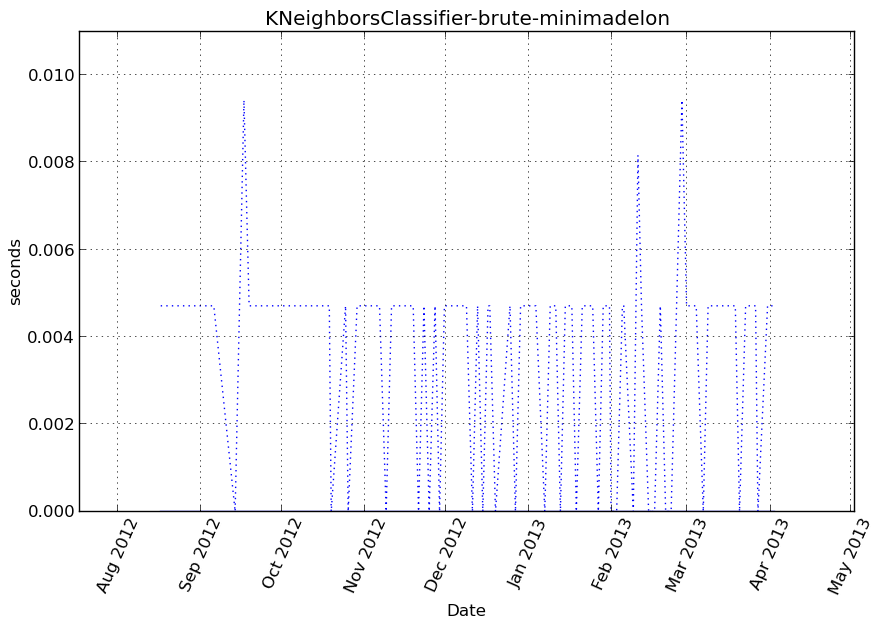 KNeighborsClassifier-brute-minimadelon
0.010
0.008
0.006
0.004
0.002
0.000
seconds
Aug 2012
Sep 2012
Oct 2012
Nov 2012
Dec 2012
Jan 2013
Feb 2013
Mar 2013
Apr 2013
May 2013
Date